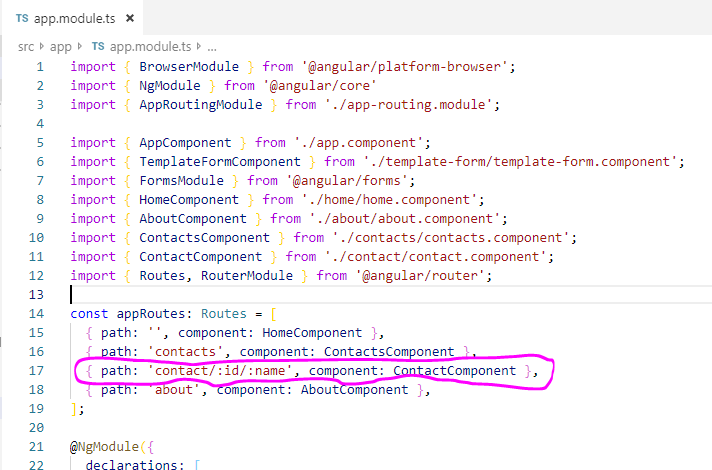 TS app.module.ts ×
src > app > TS app.module.ts > ...
1 import { BrowserModule } from '@angular/platform-browser';
2 import { NgModule } from '@angular/core'
3 import { AppRoutingModule } from './app-routing.module';
4
5 import { AppComponent } from './app.component';
6 import { TemplateFormComponent } from './template-form/template-form.component';
7 import { FormsModule } from '@angular/forms';
8 import { HomeComponent } from './home/home.component';
9 import { AboutComponent } from './about/about.component';
10 import { ContactsComponent } from './contacts/contacts.component';
11 import { ContactComponent } from './contact/contact.component';
12 import { Routes, RouterModule } from '@angular/router';
13
14 const appRoutes: Routes = [
15 { path: '', component: HomeComponent },
16 { path: 'contacts', component: ContactsComponent },
17 { path: 'contact/:id/:name', component: ContactComponent },
18 { path: 'about', component: AboutComponent },
19 ];
20
21 @NgModule({
22 declarations: [